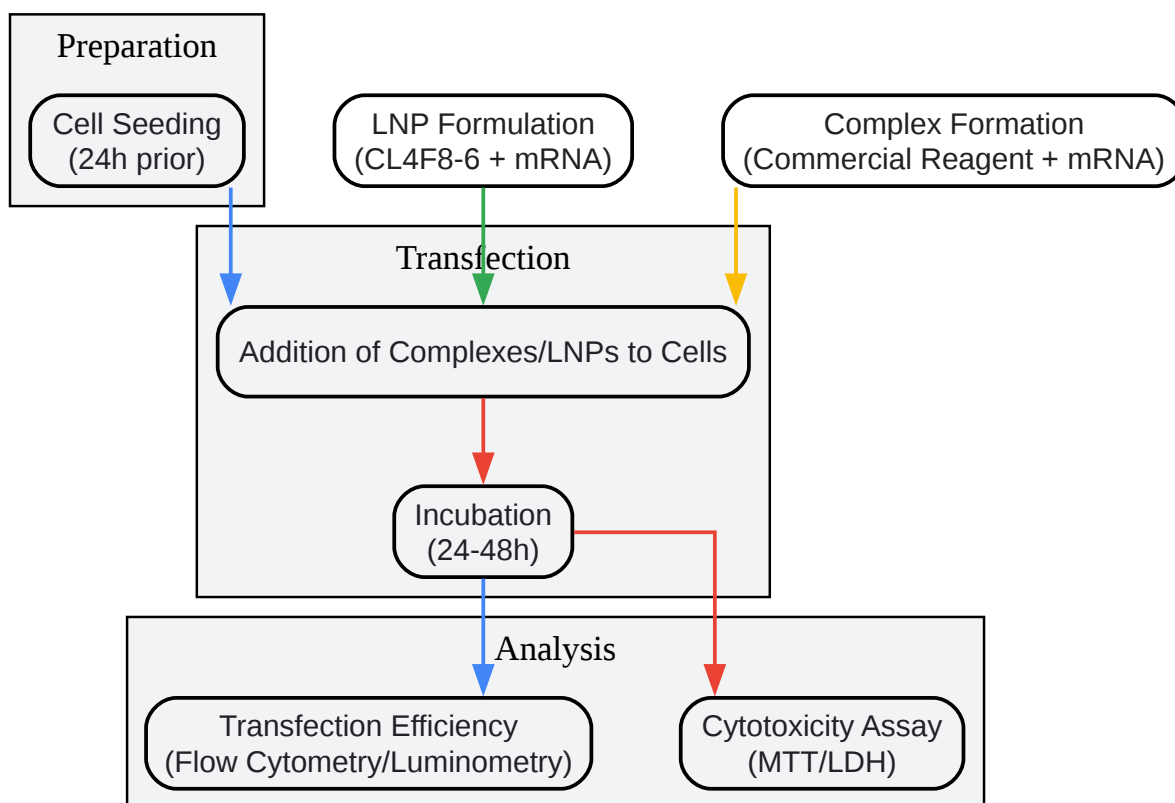 Preparation
Cell Seeding
(24h prior)
LNP Formulation
(CL4F8-6 + mRNA)
Complex Formation
(Commercial Reagent + mRNA)
Transfection
Addition of Complexes/LNPs to Cells
Incubation
(24-48h)
Analysis
Transfection Efficiency
(Flow Cytometry/Luminometry)
Cytotoxicity Assay
(MTT/LDH)